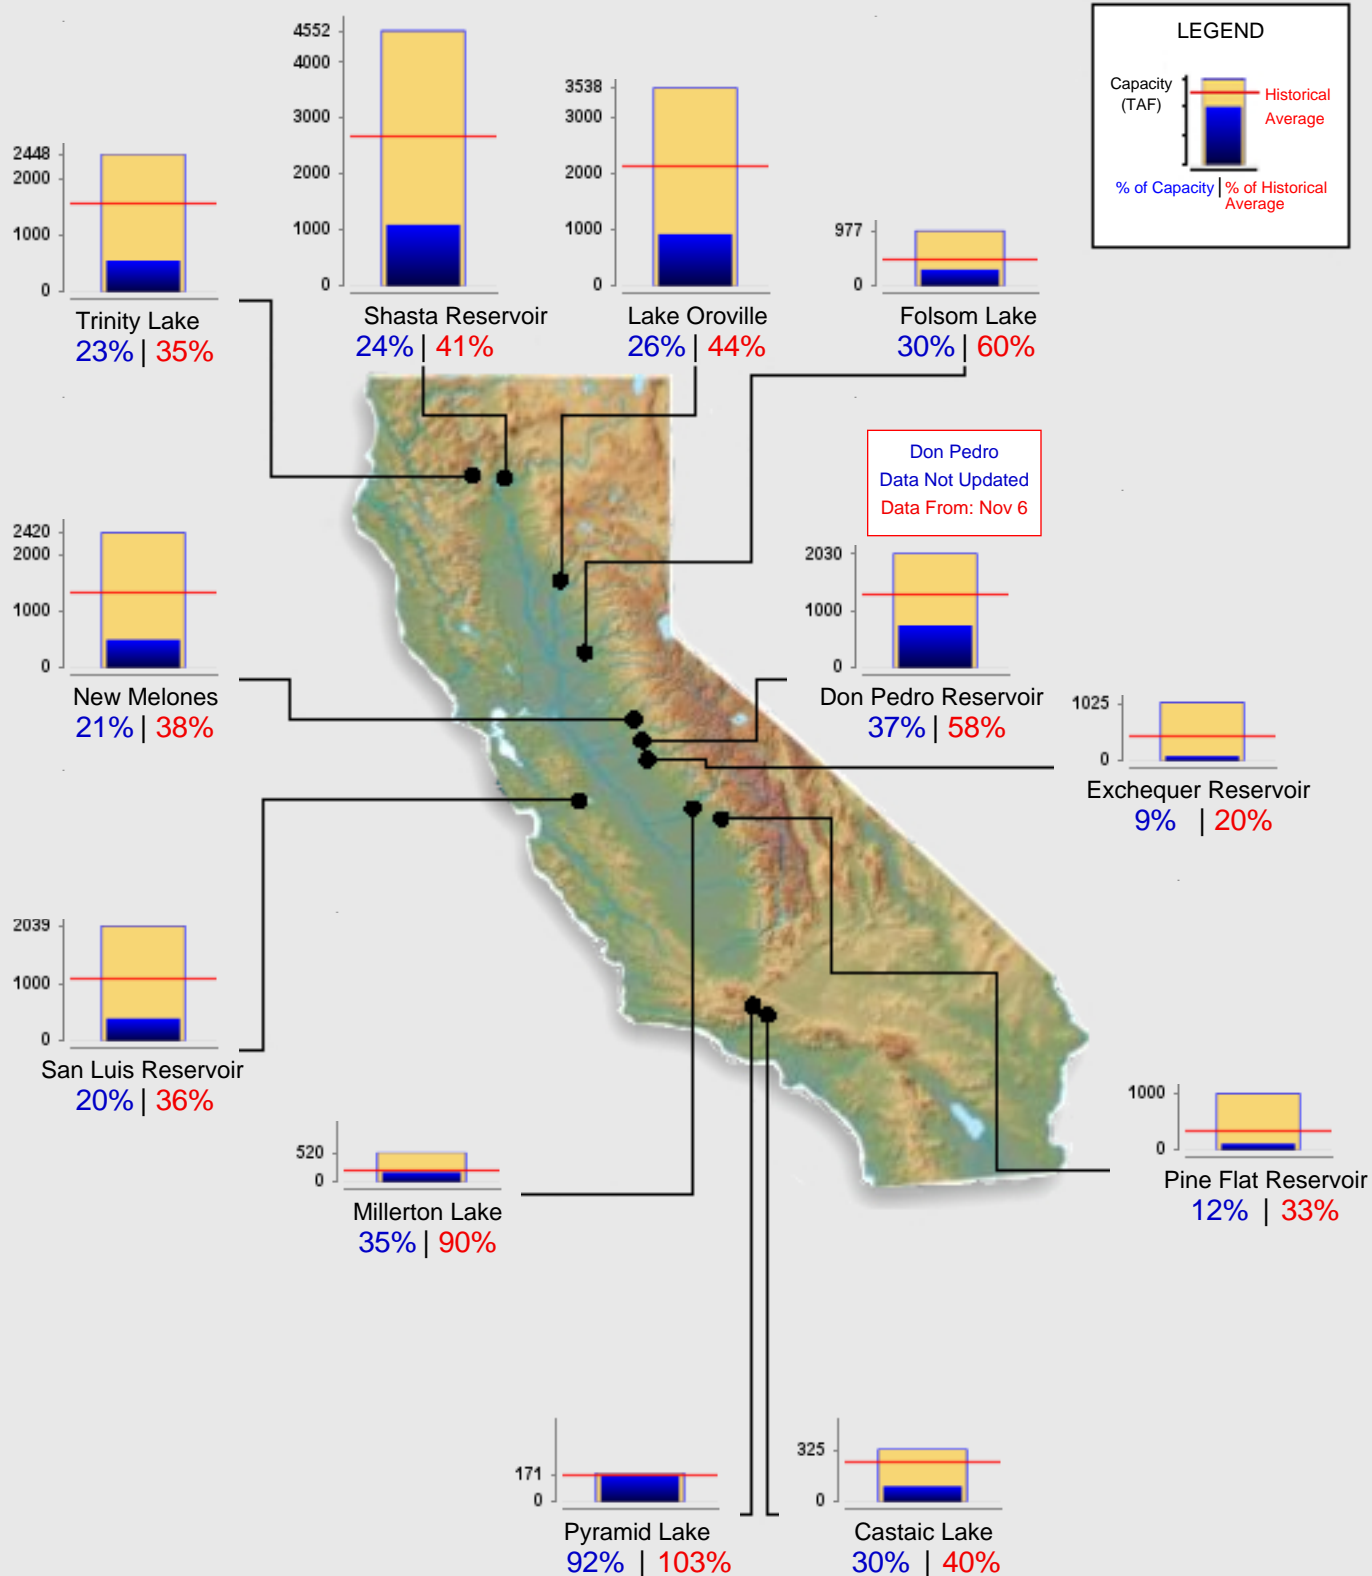 LEGEND
Capacity
(TAF)
Historical
Average
% of Capacity | % of Historical
Average
4552
4000
3000
2000
1000
0
Shasta Reservoir
24% | 41%
3538
3000
2000
1000
0
Lake Oroville
26% | 44%
2448
2000
1000
0
Trinity Lake
23% | 35%
977
0
Folsom Lake
30% | 60%
Don Pedro
Data Not Updated
Data From: Nov 6
2420
2000
1000
0
New Melones
21% | 38%
2030
1000
0
Don Pedro Reservoir
37% | 58%
1025
0
Exchequer Reservoir
9% | 20%
2039
1000
0
San Luis Reservoir
20% | 36%
520
0
Millerton Lake
35% | 90%
1000
0
Pine Flat Reservoir
12% | 33%
171
0
Pyramid Lake
92% | 103%
325
0
Castaic Lake
30% | 40%